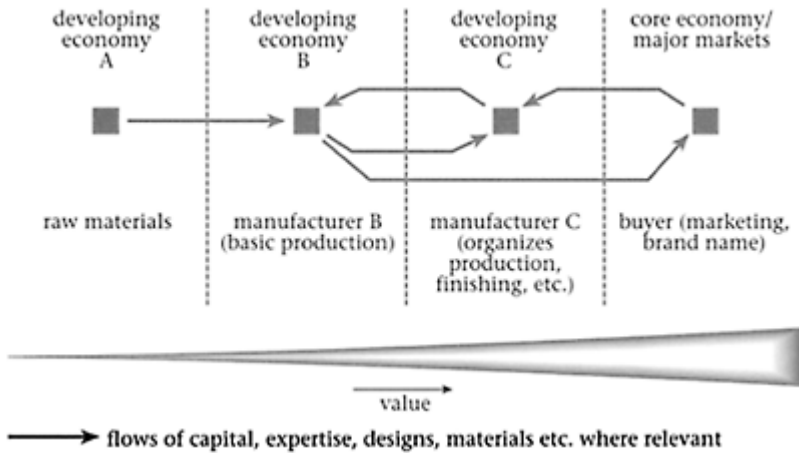 developing
economy
A
developing
economy
B
developing
economy
C
core economy/
major markets
raw materials
manufacturer B
(basic production)
manufacturer C
(organizes
production,
finishing, etc.)
buyer (marketing,
brand name)
value
flows of capital, expertise, designs, materials etc. where relevant